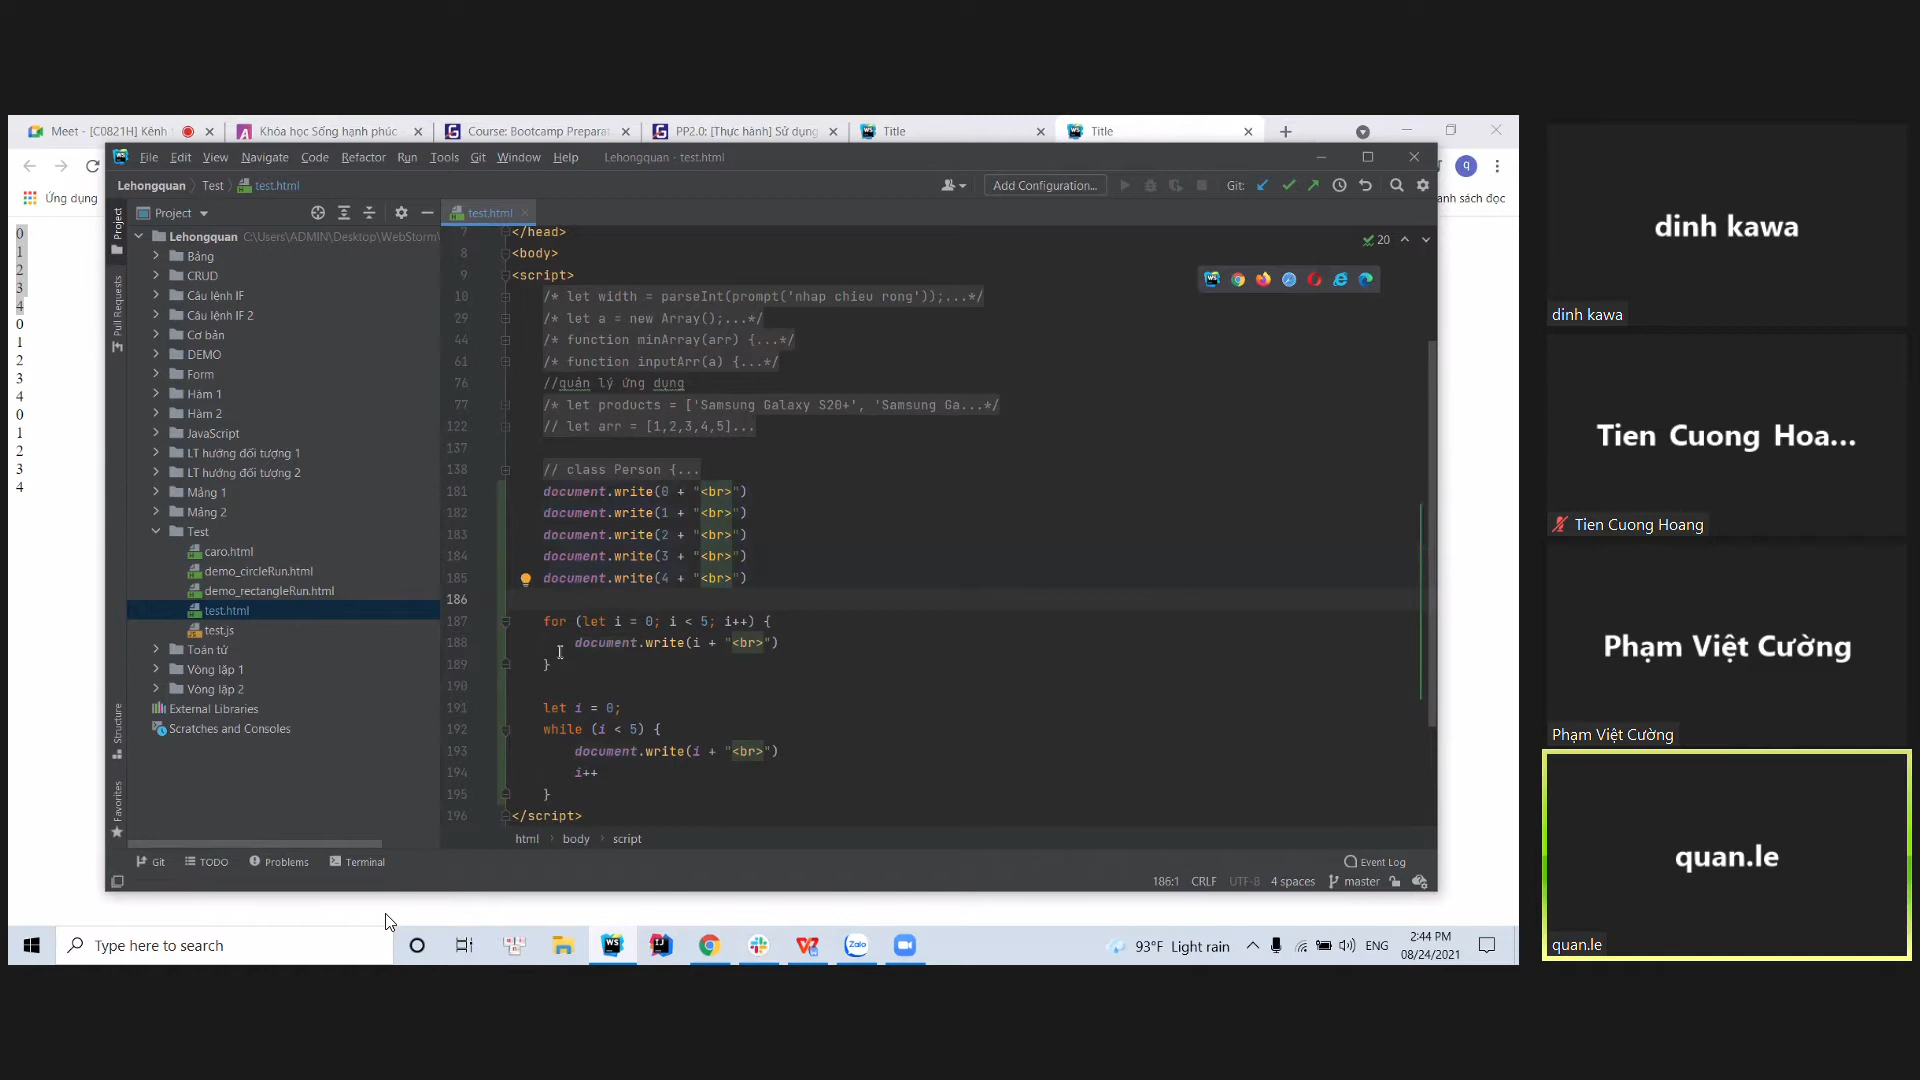 Meet - [C0821H] Kênh
Khóa học Sống hạnh phúc
Course: Bootcamp Preparat
PP2.0: [Thực hành] Sử dụng
Title
Title
File Edit View Navigate Code Refactor Run Tools Git Window Help Lehongquan - test.html
q
Lehongquan Test test.html
Add Configuration... Git:
Ứng dụng
anh sách đọc
Project
test.html
0
1
2
3
4
0
1
2
3
4
0
1
2
3
4
Project
Pull Requests
Structure
Favorites
Lehongquan C:\Users\ADMIN\Desktop\WebStorm\
Bảng
CRUD
Câu lệnh IF
Câu lệnh IF 2
Cơ bản
DEMO
Form
Hàm 1
Hàm 2
JavaScript
LT hướng đối tượng 1
LT hướng đối tượng 2
Mảng 1
Mảng 2
Test
caro.html
demo_circleRun.html
demo_rectangleRun.html
test.html
test.js
Toán tử
Vòng lặp 1
Vòng lặp 2
External Libraries
Scratches and Consoles
20
7 </head>
8 <body>
9 <script>
10 /* let width = parseInt(prompt('nhap chieu rong'));...*/
29 /* let a = new Array();...*/
44 /* function minArray(arr) {...*/
61 /* function inputArr(a) {...*/
76 //quản lý ứng dụng
77 /* let products = ['Samsung Galaxy S20+', 'Samsung Ga...*/
122 // let arr = [1,2,3,4,5]...
137
138 // class Person {...
181 document.write(0 + "<br>")
182 document.write(1 + "<br>")
183 document.write(2 + "<br>")
184 document.write(3 + "<br>")
185 document.write(4 + "<br>")
186
187 for (let i = 0; i < 5; i++) {
188 document.write(i + "<br>")
189 }
190
191 let i = 0;
192 while (i < 5) {
193 document.write(i + "<br>")
194 i++
195 }
196 </script>
html body script
Git TODO Problems Terminal
Event Log
186:1 CRLF UTF-8 4 spaces master
Type here to search
WS
Zalo
93°F Light rain
ENG
2:44 PM
08/24/2021
dinh kawa
dinh kawa
Tien Cuong Hoa...
Tien Cuong Hoang
Phạm Việt Cường
Phạm Việt Cường
quan.le
quan.le